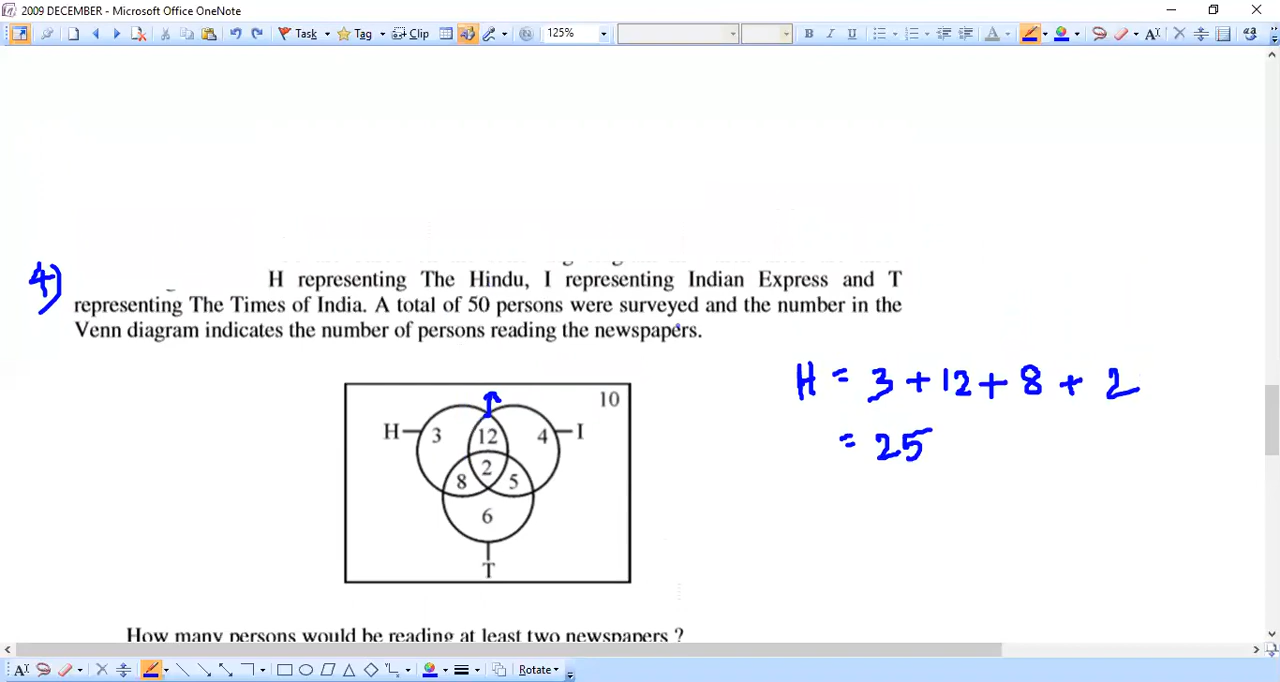 2009 DECEMBER - Microsoft Office OneNote
Task Tag Clip 125% B I U A
4)
H representing The Hindu, I representing Indian Express and T
representing The Times of India. A total of 50 persons were surveyed and the number in the
Venn diagram indicates the number of persons reading the newspapers.
H = 3 + 12 + 8 + 2
= 25
10
H 3 12 4 I
2
8 5
6
T
How many persons would be reading at least two newspapers ?
Rotate